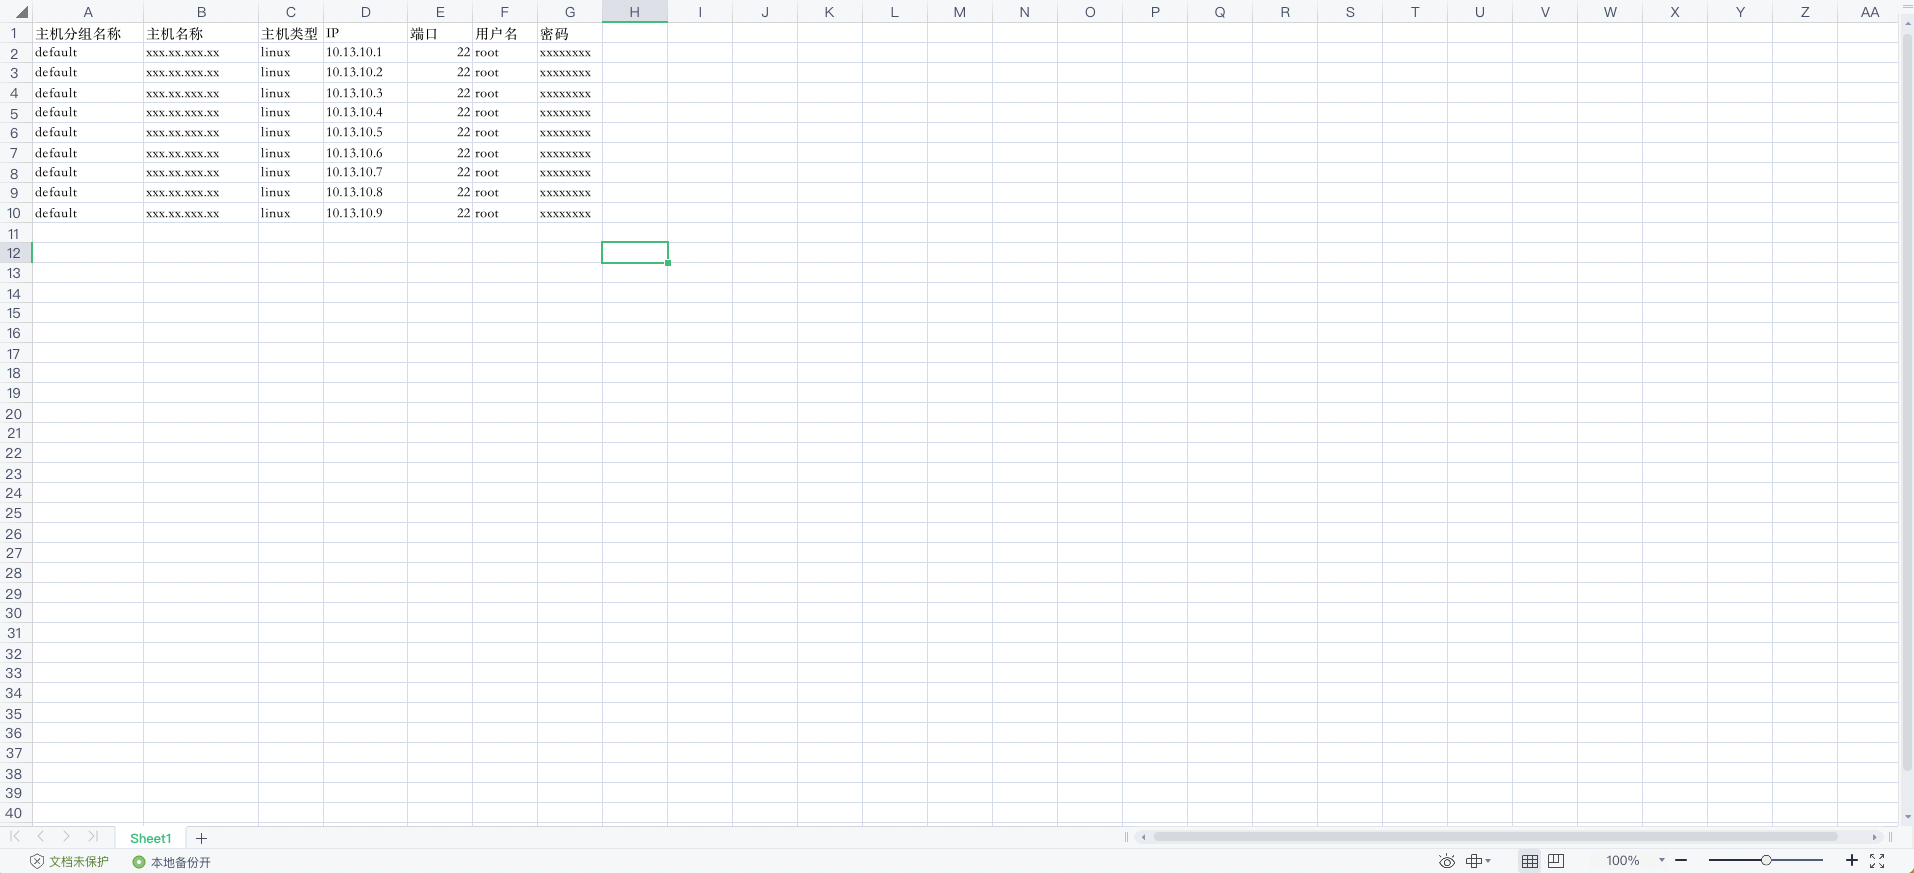 A B C D E F G H I J K L M N O P Q R S T U V W X Y Z AA
1 主机分组名称 主机名称 主机类型 IP 端口 用户名 密码
2 default xxx.xx.xxx.xx linux 10.13.10.1 22 root xxxxxxxx
3 default xxx.xx.xxx.xx linux 10.13.10.2 22 root xxxxxxxx
4 default xxx.xx.xxx.xx linux 10.13.10.3 22 root xxxxxxxx
5 default xxx.xx.xxx.xx linux 10.13.10.4 22 root xxxxxxxx
6 default xxx.xx.xxx.xx linux 10.13.10.5 22 root xxxxxxxx
7 default xxx.xx.xxx.xx linux 10.13.10.6 22 root xxxxxxxx
8 default xxx.xx.xxx.xx linux 10.13.10.7 22 root xxxxxxxx
9 default xxx.xx.xxx.xx linux 10.13.10.8 22 root xxxxxxxx
10 default xxx.xx.xxx.xx linux 10.13.10.9 22 root xxxxxxxx
11
12
13
14
15
16
17
18
19
20
21
22
23
24
25
26
27
28
29
30
31
32
33
34
35
36
37
38
39
40
Sheet1
文档未保护 本地备份开 100%